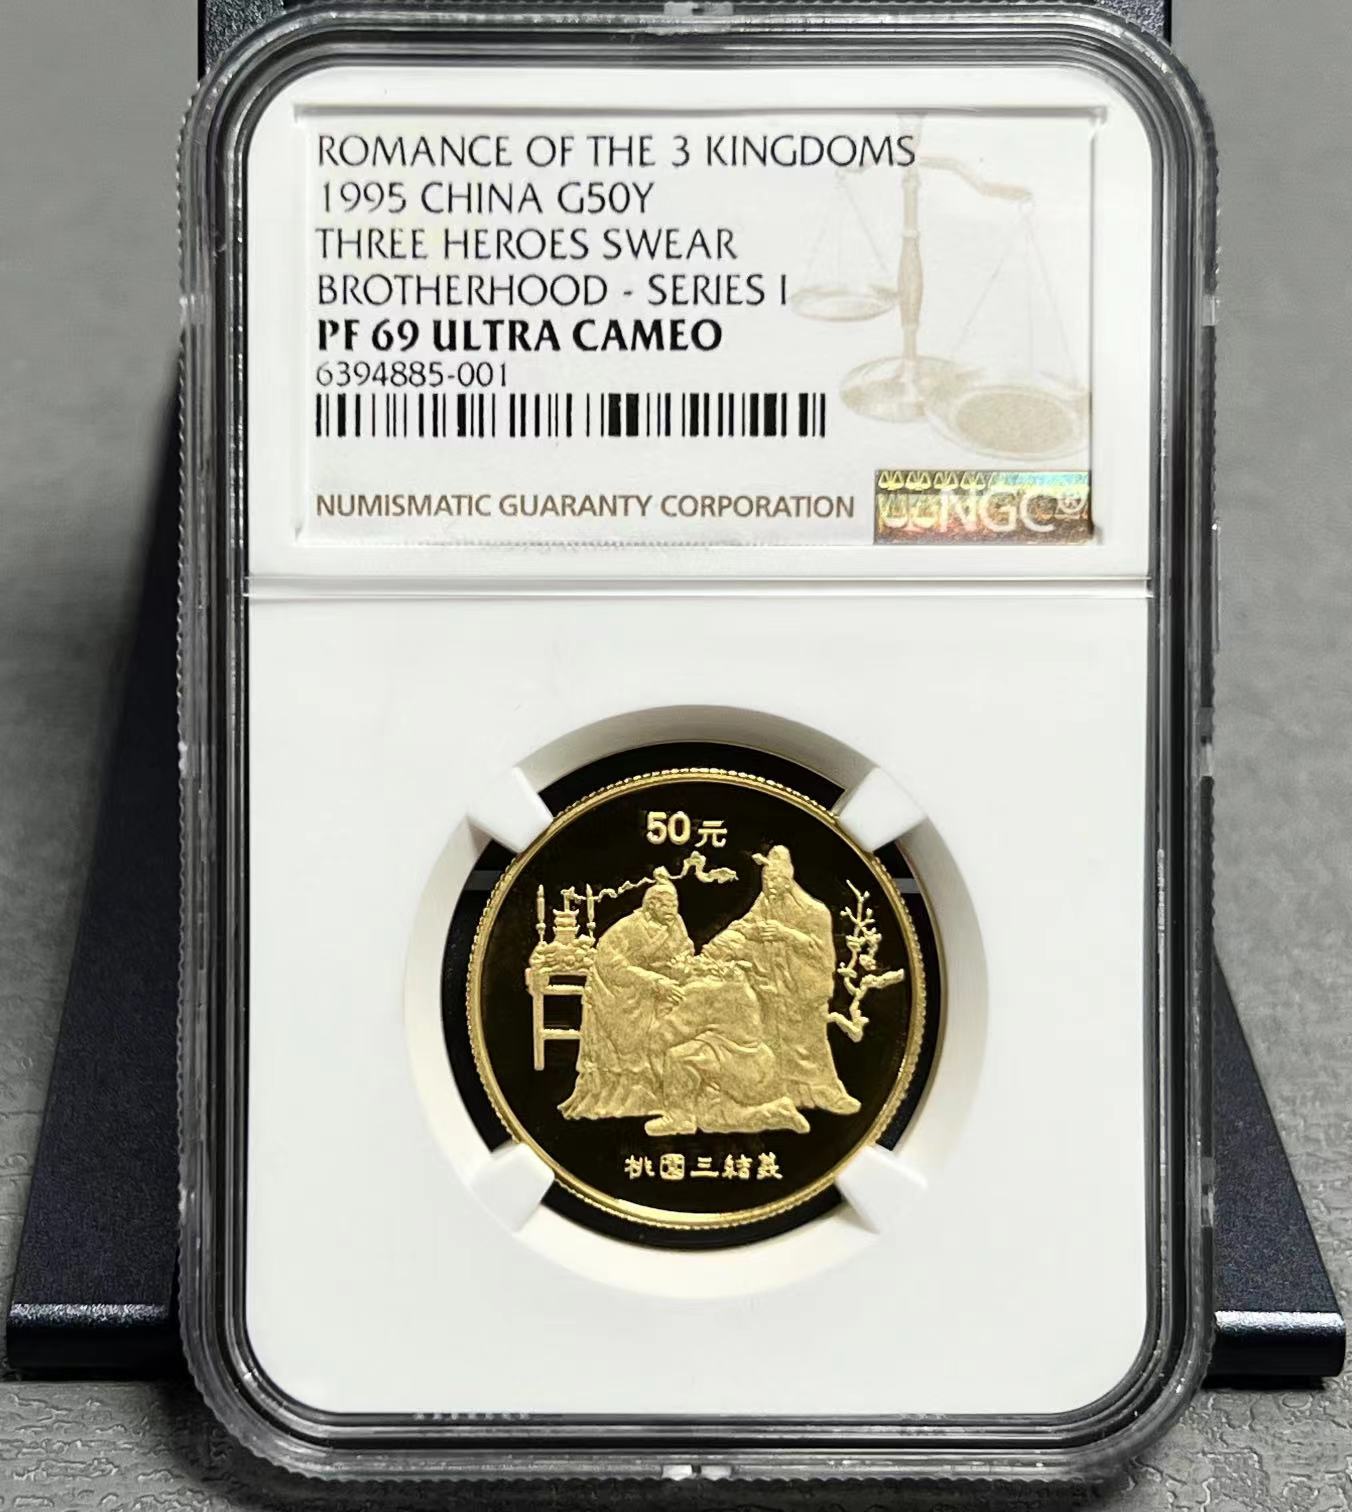 ROMANCE OF THE 3 KINGDOMS
1995 CHINA G50Y
THREE HEROES SWEAR
BROTHERHOOD - SERIES I
PF 69 ULTRA CAMEO
6394885-001
NUMISMATIC GUARANTY CORPORATION
NGC®
50元
桃園三結義